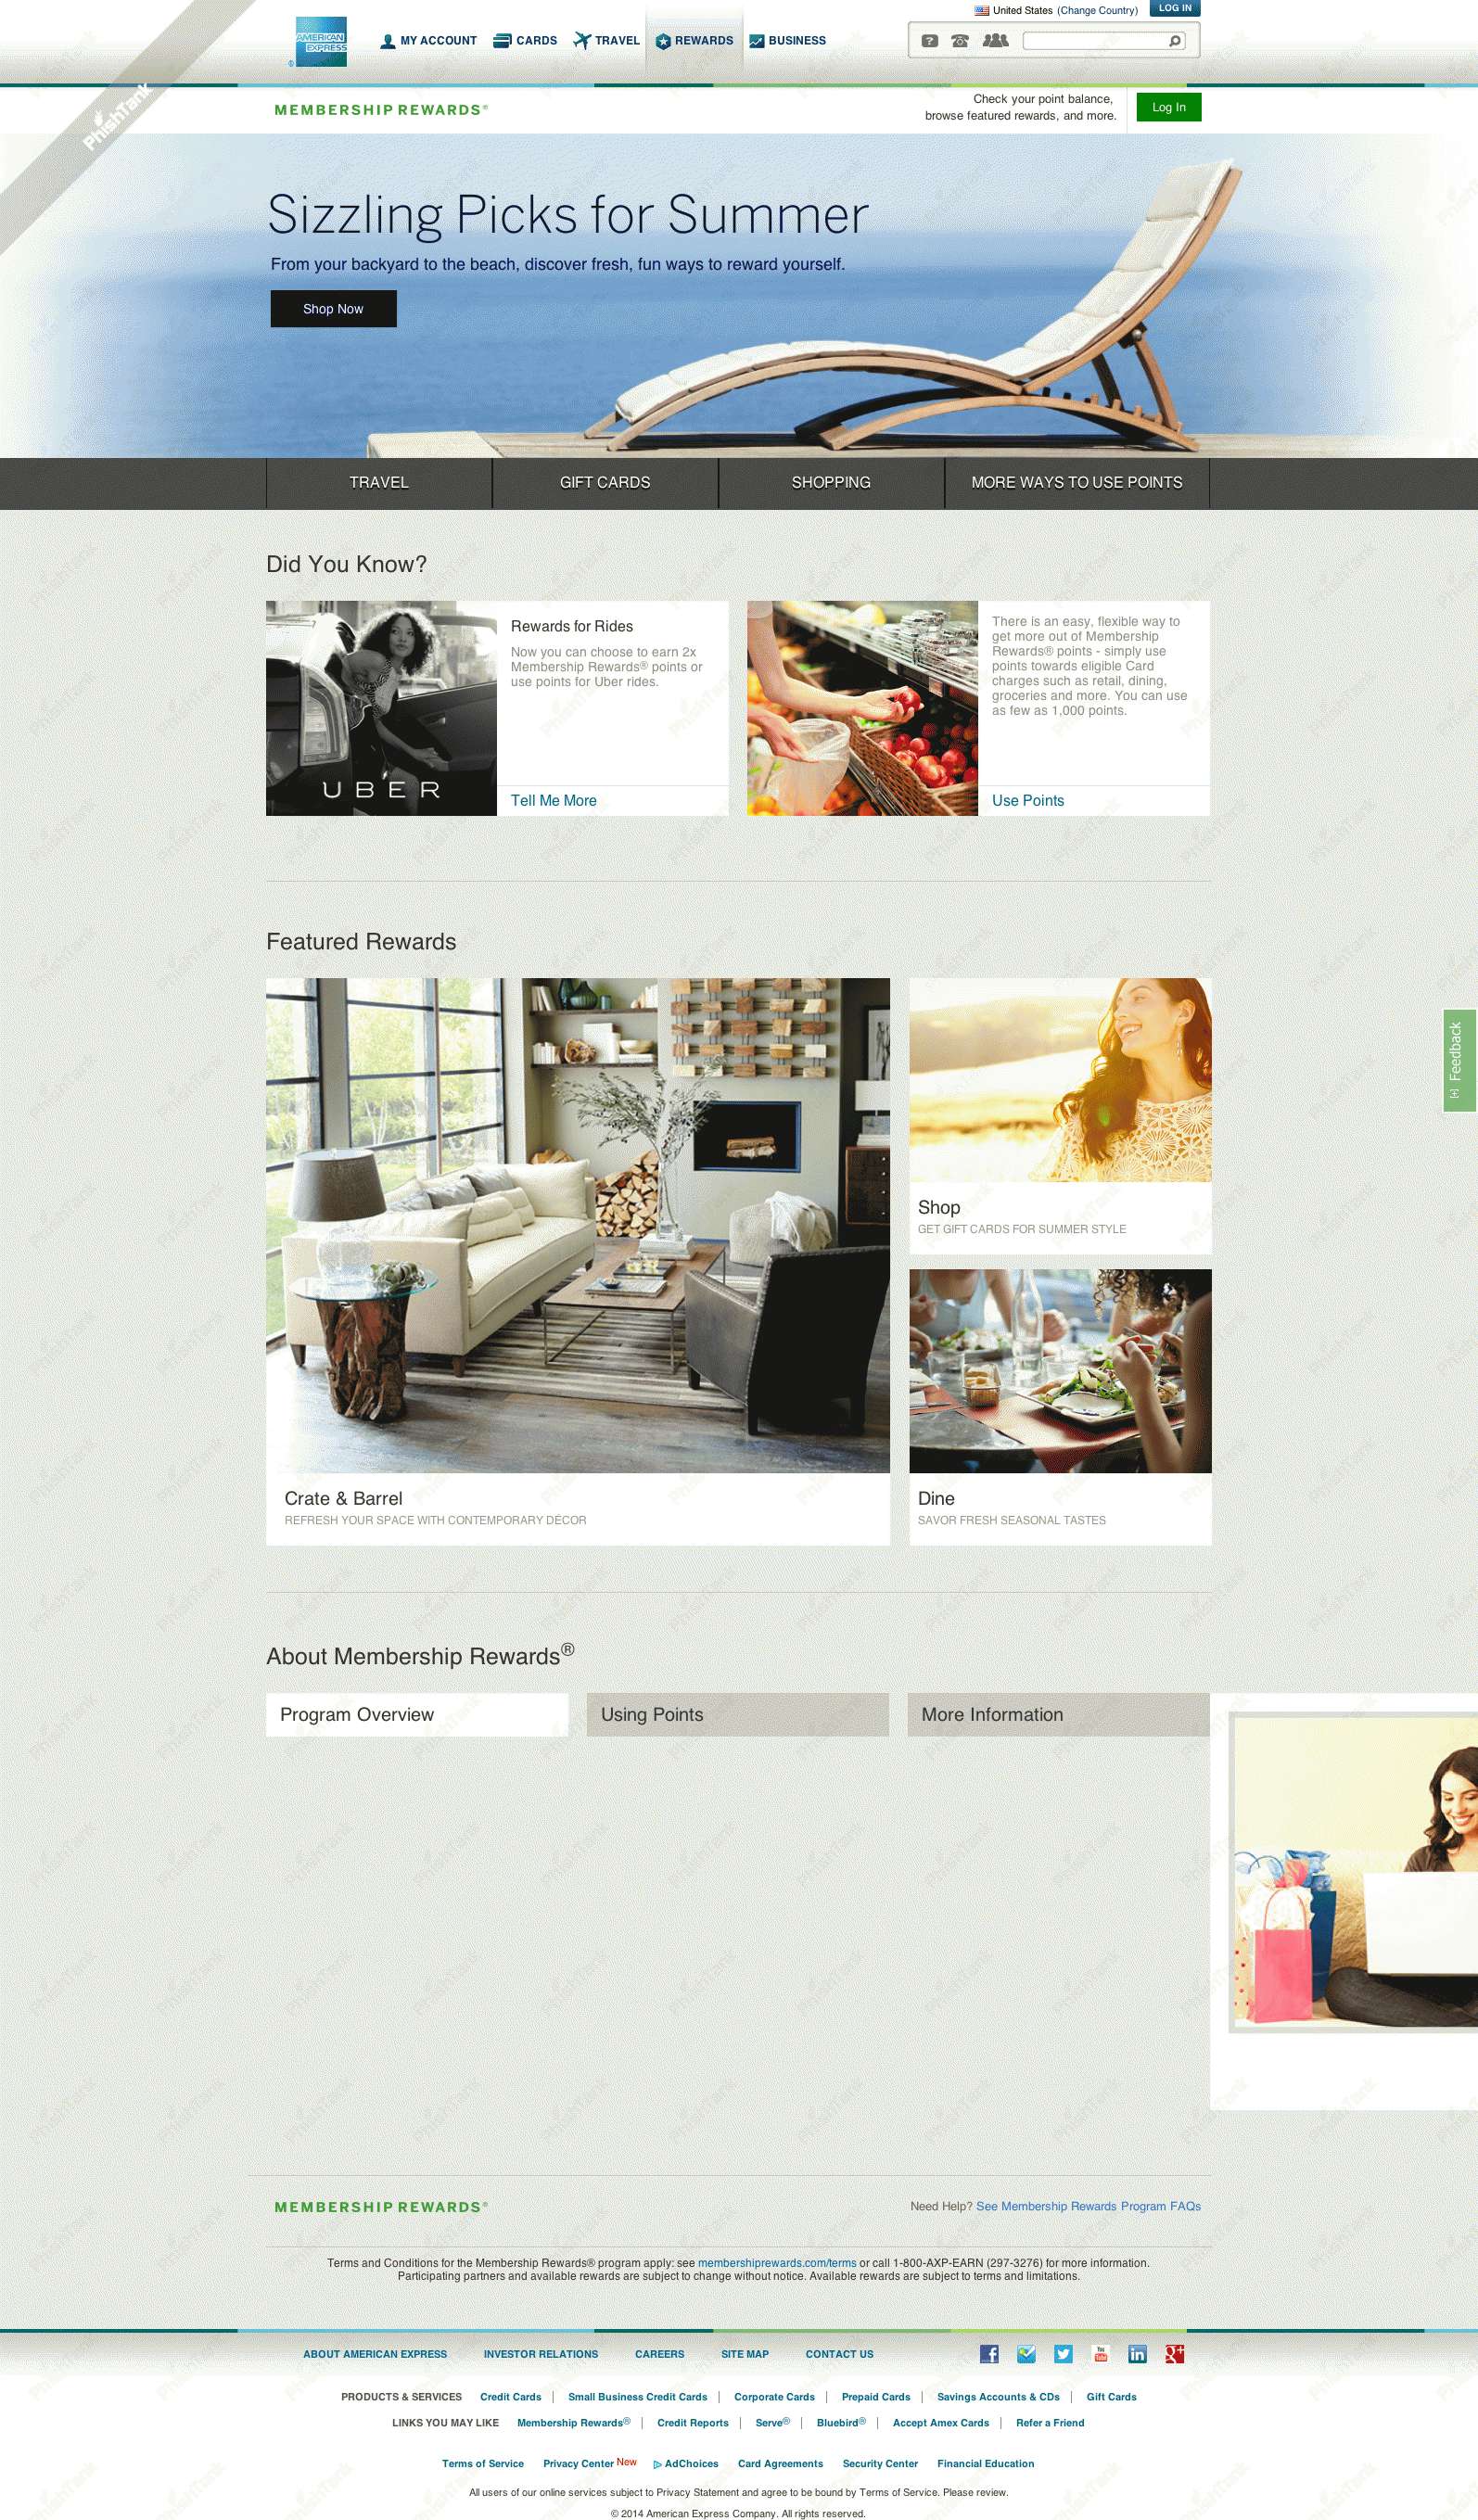 United States (Change Country) LOG IN
AMERICAN EXPRESS ®
MY ACCOUNT CARDS TRAVEL REWARDS BUSINESS
PhishTank
MEMBERSHIP REWARDS®
Check your point balance,
browse featured rewards, and more.
Log In
Sizzling Picks for Summer
From your backyard to the beach, discover fresh, fun ways to reward yourself.
Shop Now
TRAVEL GIFT CARDS SHOPPING MORE WAYS TO USE POINTS
Did You Know?
UBER
Rewards for Rides
Now you can choose to earn 2x
Membership Rewards® points or
use points for Uber rides.
Tell Me More
There is an easy, flexible way to
get more out of Membership
Rewards® points - simply use
points towards eligible Card
charges such as retail, dining,
groceries and more. You can use
as few as 1,000 points.
Use Points
Featured Rewards
[+] Feedback
Shop
GET GIFT CARDS FOR SUMMER STYLE
Crate & Barrel
REFRESH YOUR SPACE WITH CONTEMPORARY DÉCOR
Dine
SAVOR FRESH SEASONAL TASTES
About Membership Rewards®
Program Overview Using Points More Information
MEMBERSHIP REWARDS®
Need Help? See Membership Rewards Program FAQs
Terms and Conditions for the Membership Rewards® program apply: see membershiprewards.com/terms or call 1-800-AXP-EARN (297-3276) for more information.
Participating partners and available rewards are subject to change without notice. Available rewards are subject to terms and limitations.
ABOUT AMERICAN EXPRESS INVESTOR RELATIONS CAREERS SITE MAP CONTACT US
You Tube
PRODUCTS & SERVICES Credit Cards | Small Business Credit Cards | Corporate Cards | Prepaid Cards | Savings Accounts & CDs | Gift Cards
LINKS YOU MAY LIKE Membership Rewards® | Credit Reports | Serve® | Bluebird® | Accept Amex Cards | Refer a Friend
Terms of Service Privacy Center New AdChoices Card Agreements Security Center Financial Education
All users of our online services subject to Privacy Statement and agree to be bound by Terms of Service. Please review.
© 2014 American Express Company. All rights reserved.